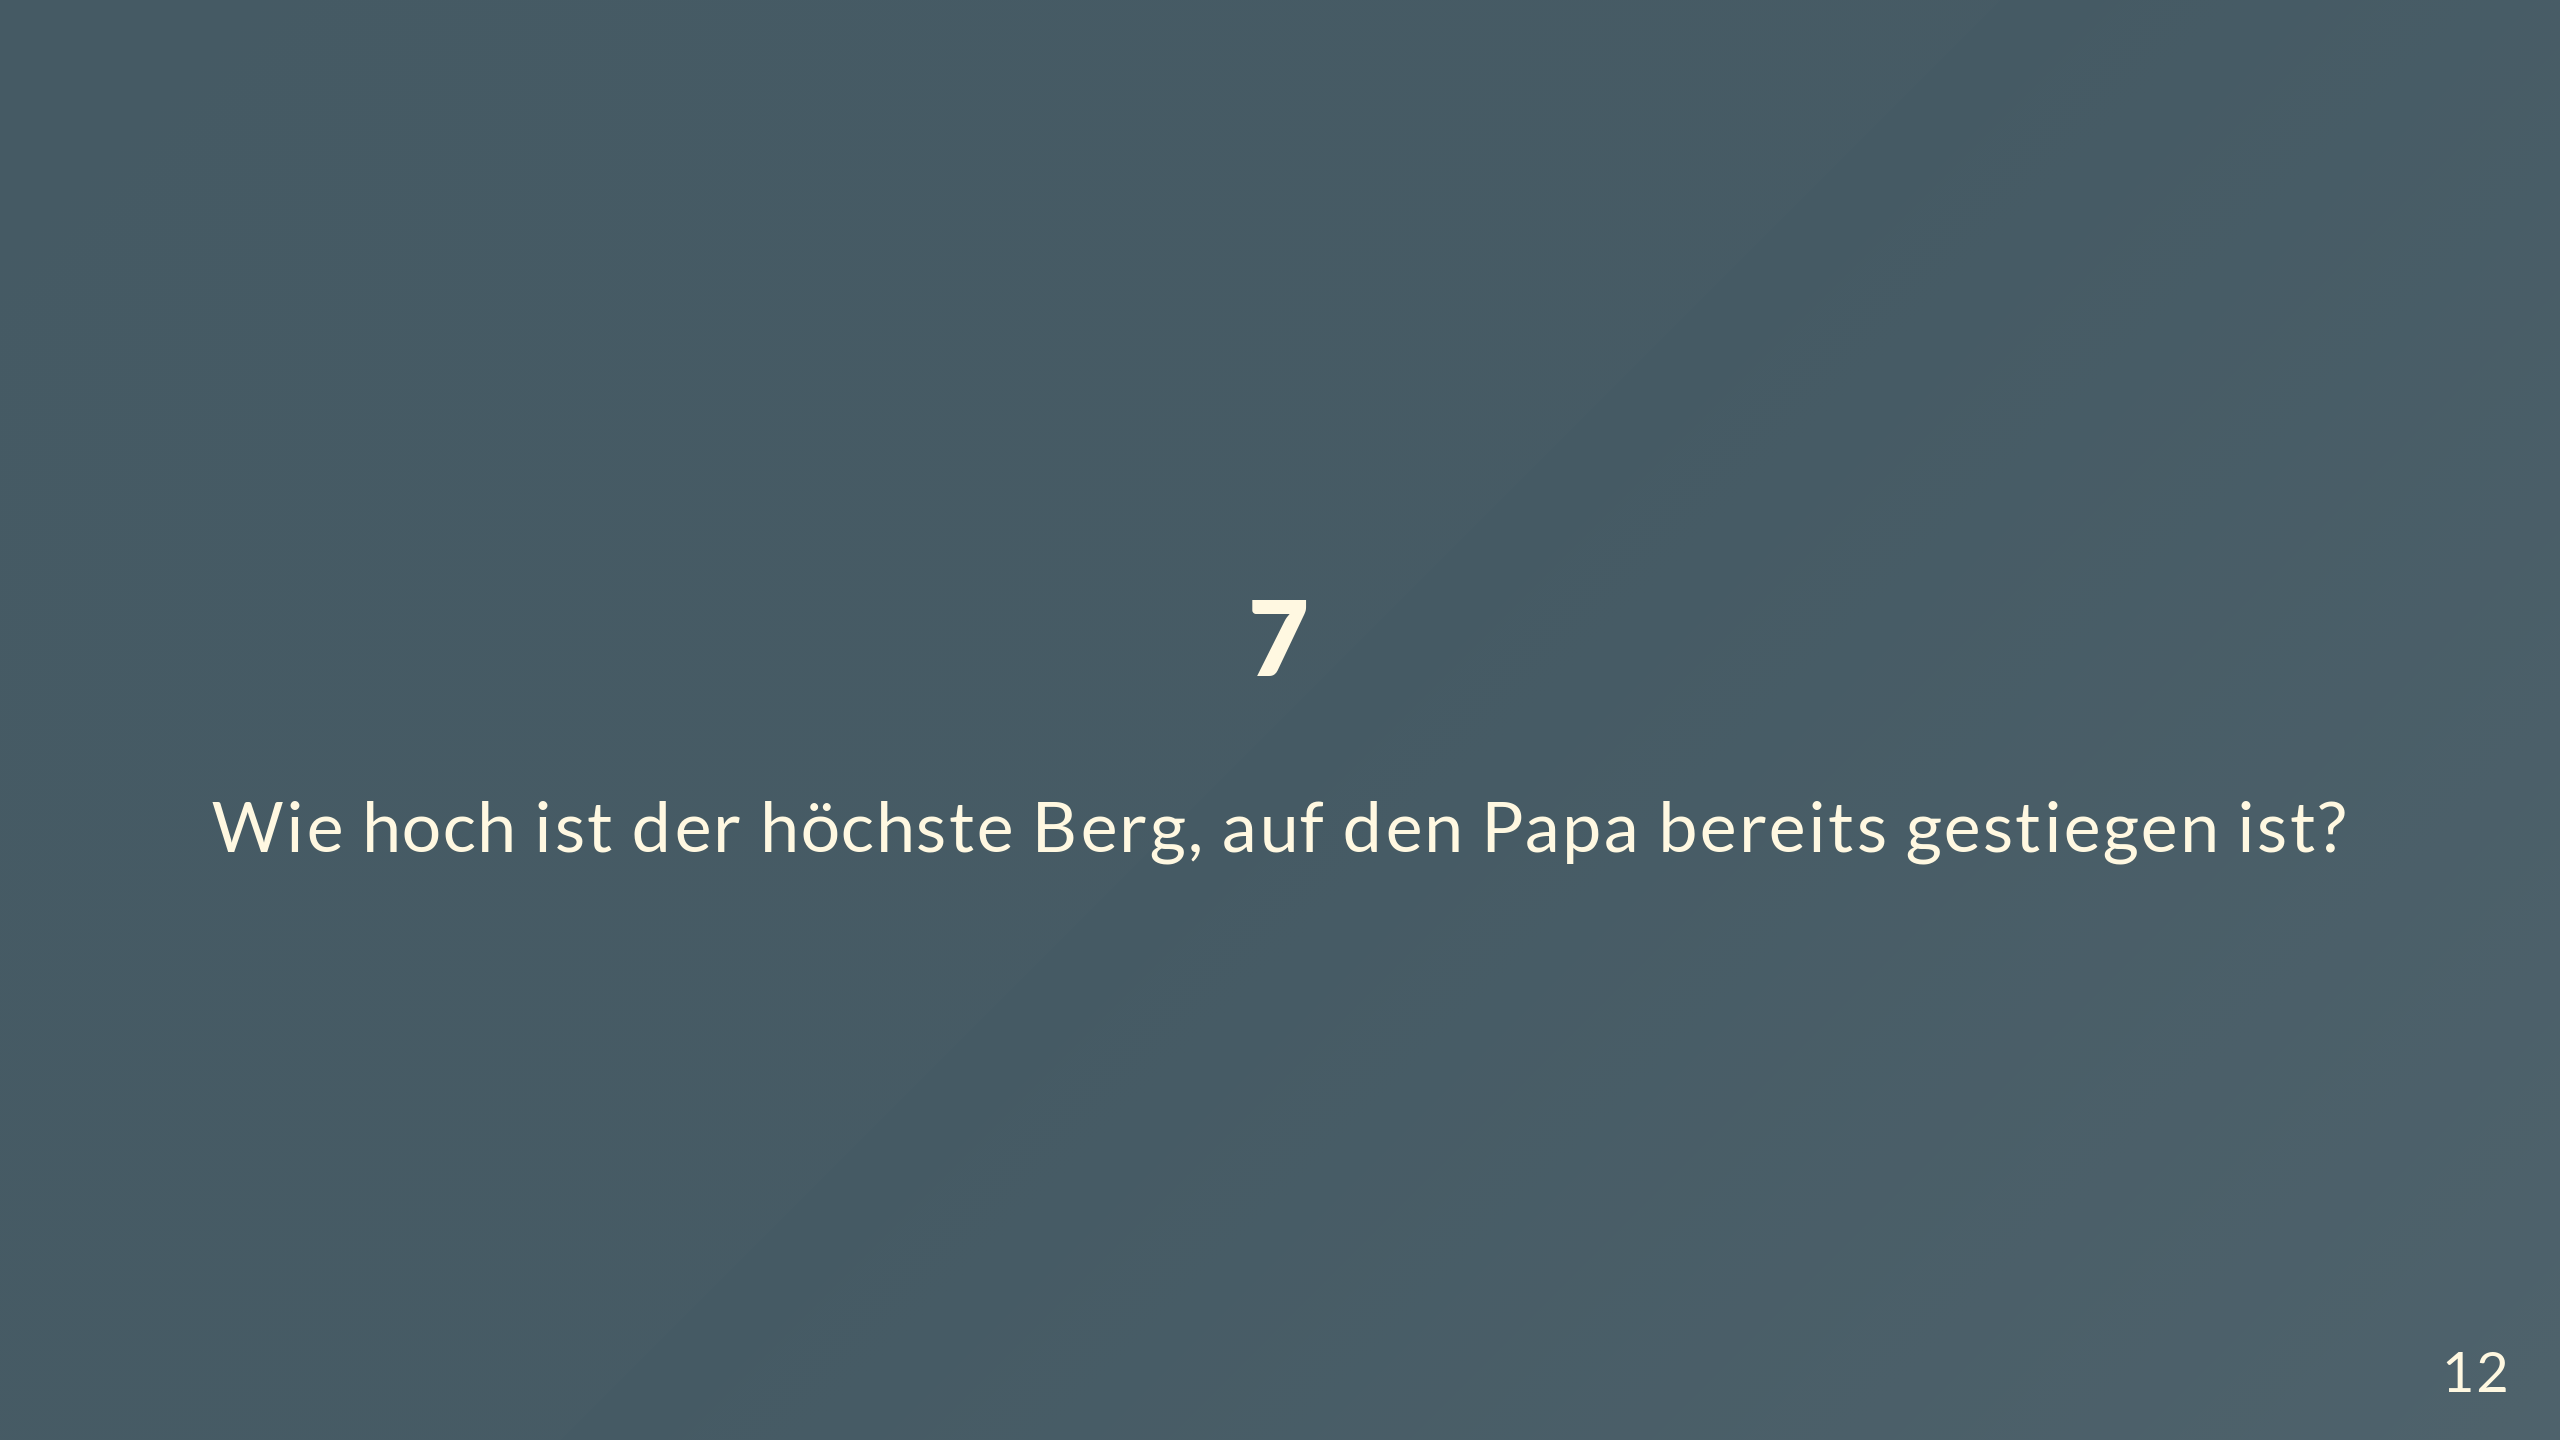 7
Wie hoch ist der höchste Berg, auf den Papa bereits gestiegen ist?
12